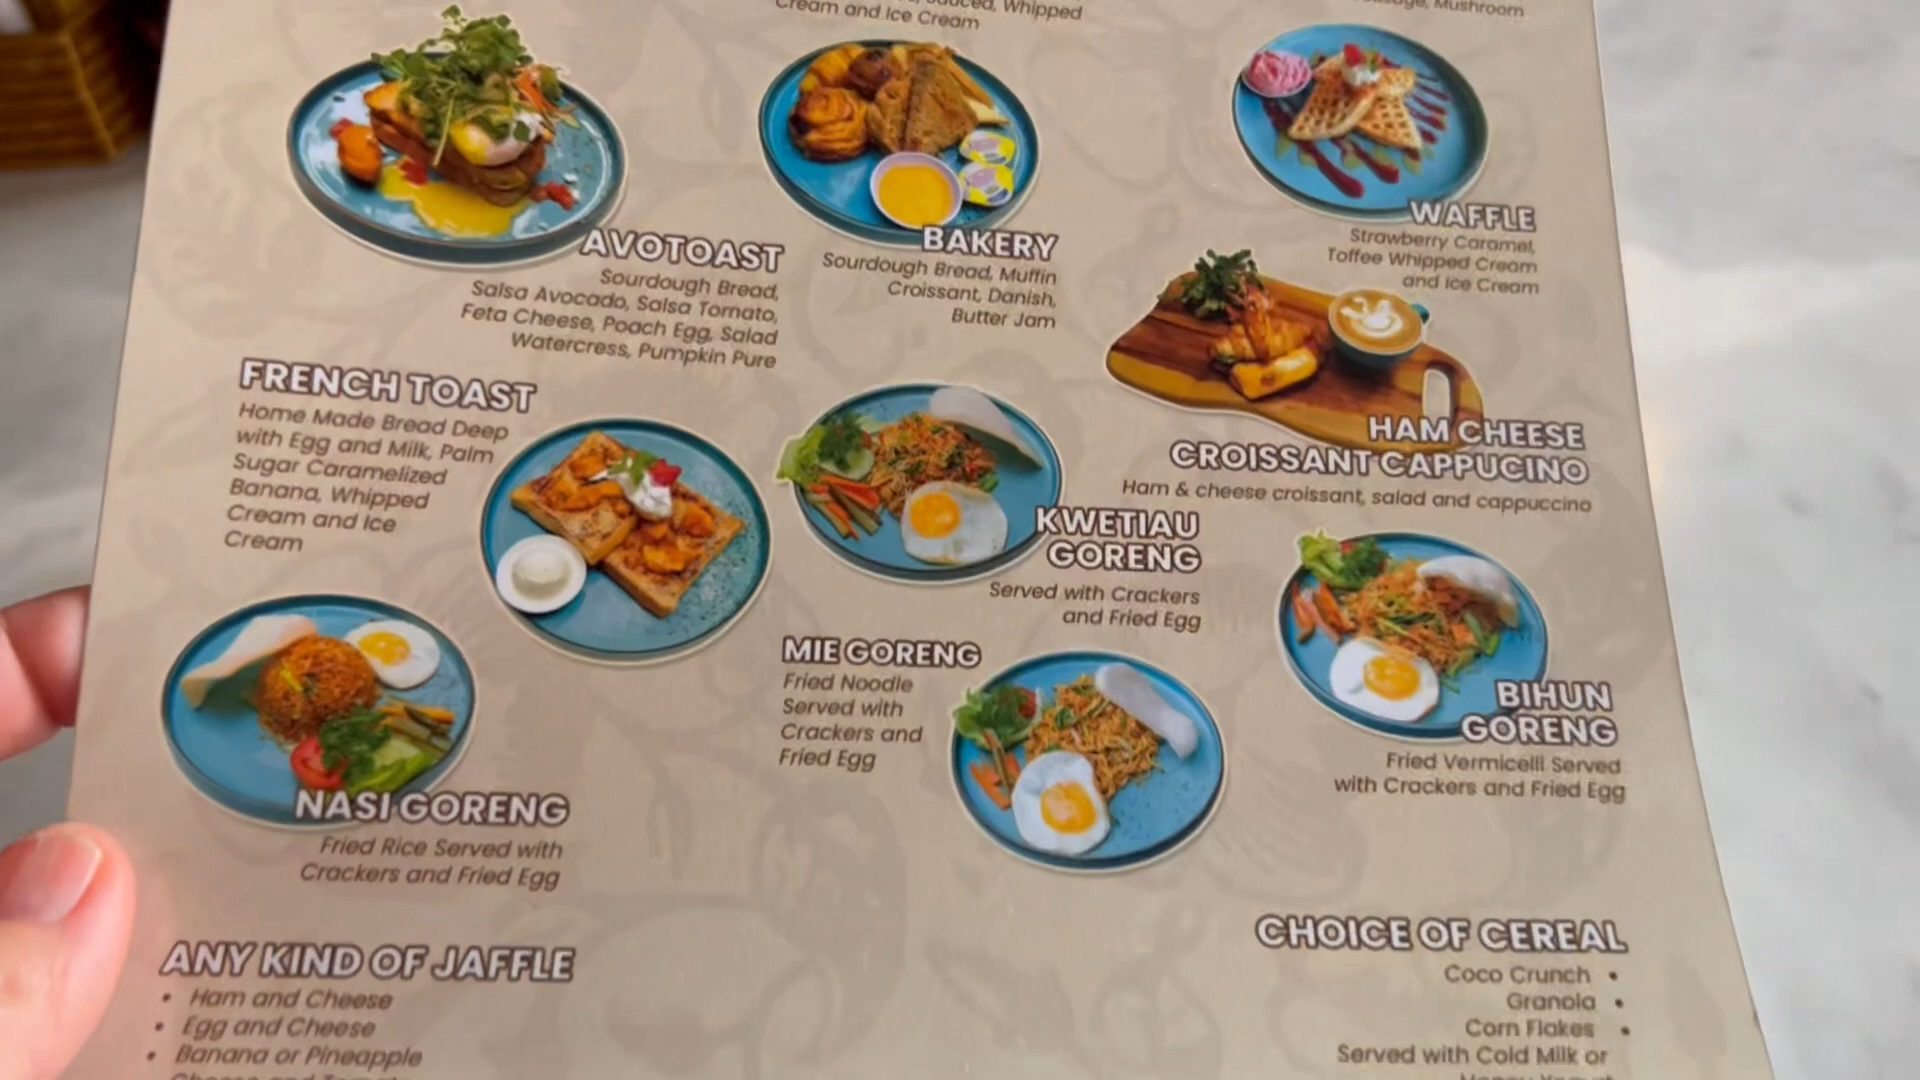 Sauced, Whipped
Cream and Ice Cream
Mushroom
AVOTOAST
Sourdough Bread,
Salsa Avocado, Salsa Tomato,
Feta Cheese, Poach Egg, Salad
Watercress, Pumpkin Pure
BAKERY
Sourdough Bread, Muffin
Croissant, Danish,
Butter Jam
WAFFLE
Strawberry Caramel,
Toffee Whipped Cream
and Ice Cream
FRENCH TOAST
Home Made Bread Deep
with Egg and Milk, Palm
Sugar Caramelized
Banana, Whipped
Cream and Ice
Cream
HAM CHEESE
CROISSANT CAPPUCINO
Ham & cheese croissant, salad and cappuccino
KWETIAU
GORENG
Served with Crackers
and Fried Egg
MIE GORENG
Fried Noodle
Served with
Crackers and
Fried Egg
BIHUN
GORENG
Fried Vermicelli Served
with Crackers and Fried Egg
NASI GORENG
Fried Rice Served with
Crackers and Fried Egg
ANY KIND OF JAFFLE
• Ham and Cheese
• Egg and Cheese
• Banana or Pineapple
CHOICE OF CEREAL
Coco Crunch •
Granola •
Corn Flakes •
Served with Cold Milk or